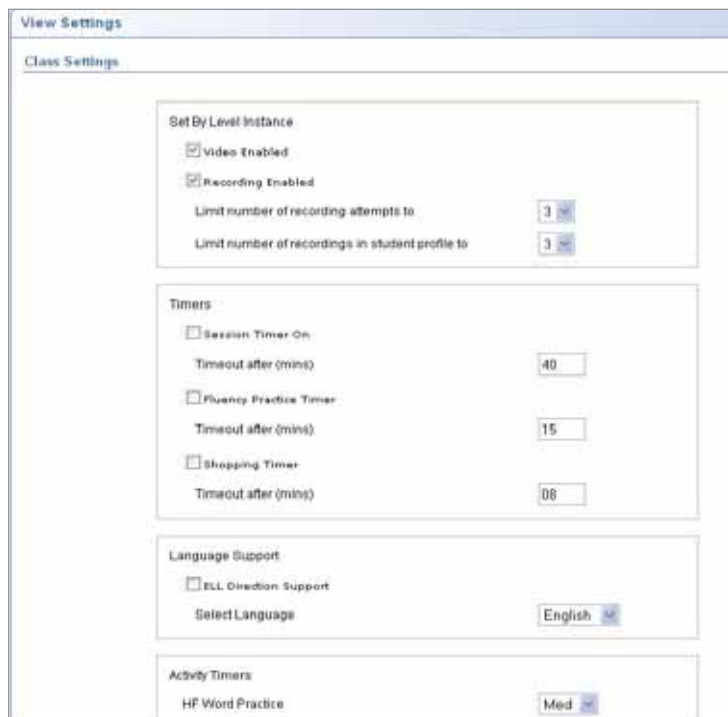 View Settings
Class Settings
Set By Level Instance
Video Enabled
Recording Enabled
Limit number of recording attempts to 3
Limit number of recordings in student profile to 3
Timers
Session Timer On
Timeout after (mins) 40
Fluency Practice Timer
Timeout after (mins) 15
Shopping Timer
Timeout after (mins) 08
Language Support
ELL Direction Support
Select Language English
Activity Timers
HF Word Practice Med